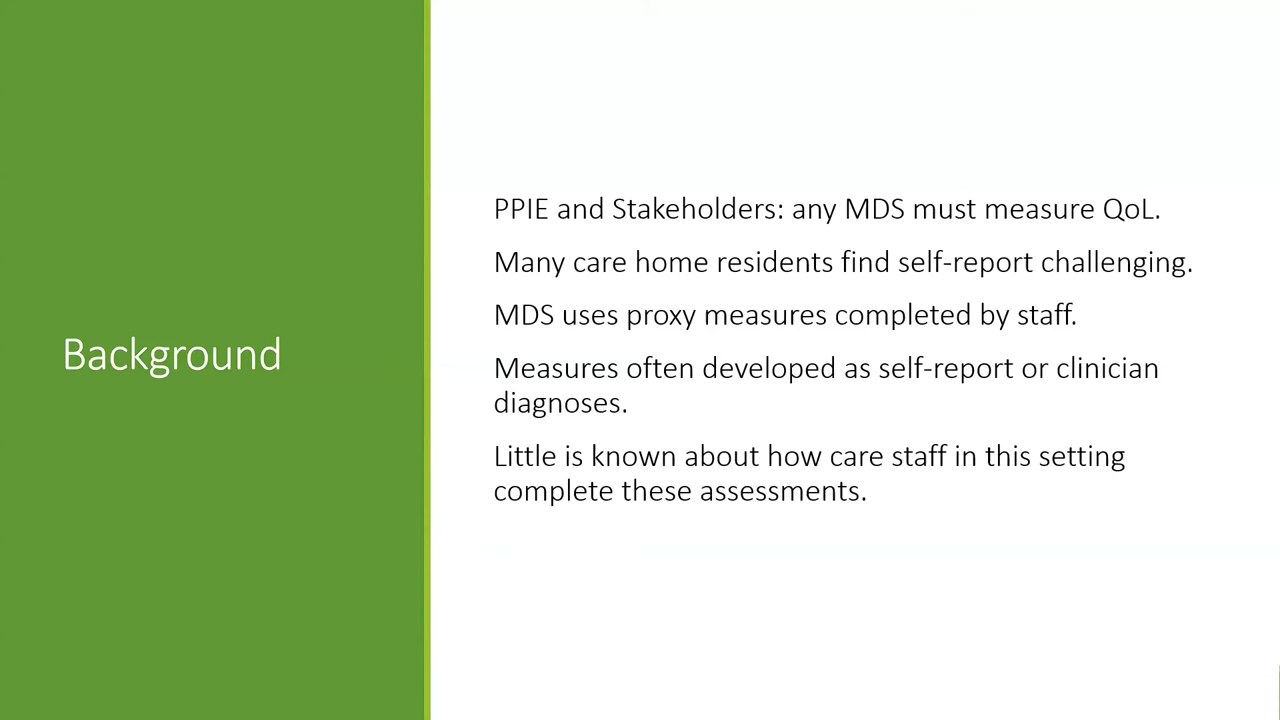 Background
PPIE and Stakeholders: any MDS must measure QoL.
Many care home residents find self-report challenging.
MDS uses proxy measures completed by staff.
Measures often developed as self-report or clinician
diagnoses.
Little is known about how care staff in this setting
complete these assessments.